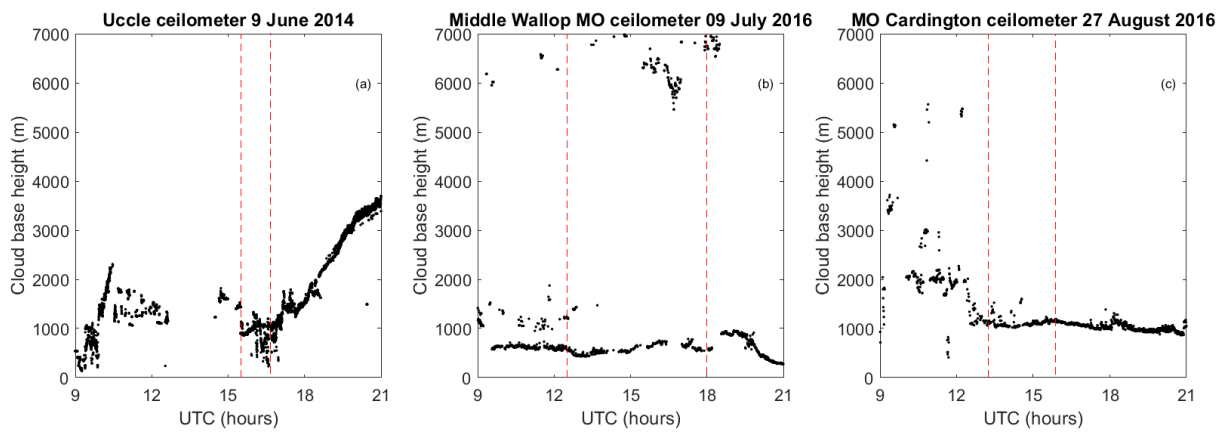 Uccle ceilometer 9 June 2014
7000
6000
5000
4000
3000
2000
1000
0
Cloud base height (m)
(a)
9 12 15 18 21
UTC (hours)
Middle Wallop MO ceilometer 09 July 2016
7000
6000
5000
4000
3000
2000
1000
0
Cloud base height (m)
(b)
9 12 15 18 21
UTC (hours)
MO Cardington ceilometer 27 August 2016
7000
6000
5000
4000
3000
2000
1000
0
Cloud base height (m)
(c)
9 12 15 18 21
UTC (hours)